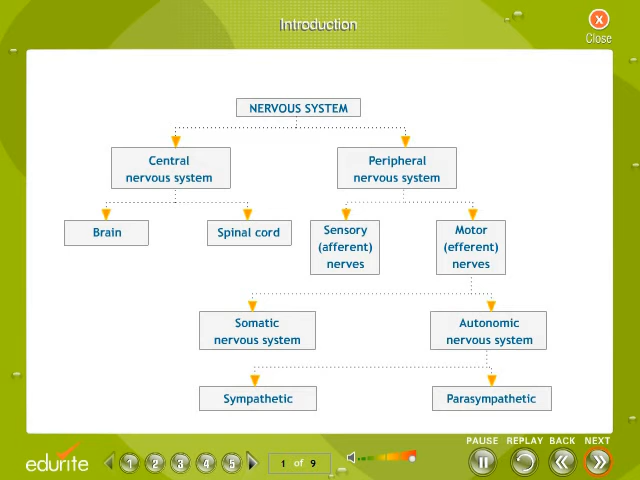 Introduction
Close
NERVOUS SYSTEM
Central
nervous system
Peripheral
nervous system
Brain
Spinal cord
Sensory
(afferent)
nerves
Motor
(efferent)
nerves
Somatic
nervous system
Autonomic
nervous system
Sympathetic
Parasympathetic
PAUSE REPLAY BACK NEXT
edurite
1 2 3 4 5
1 of 9